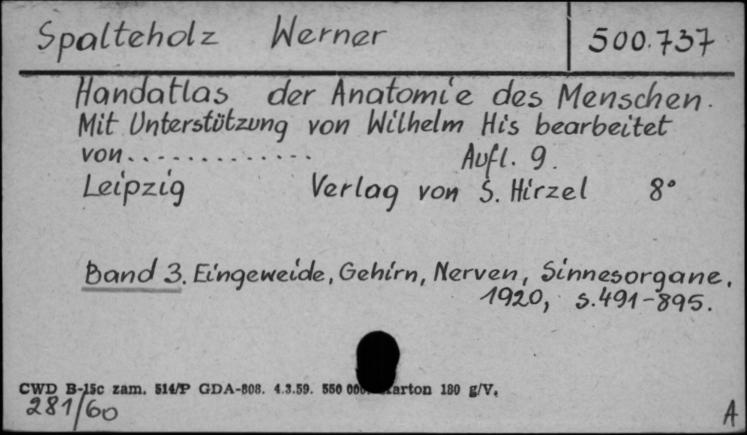 Spalteholz Werner 500.737
Handatlas der Anatomie des Menschen.
Mit Unterstützung von Wilhelm His bearbeitet
von.............. Aufl. 9.
Leipzig Verlag von S. Hirzel 8°
Band 3. Eingeweide, Gehirn, Nerven, Sinnesorgane.
1920, s.491-895.
CWD B-15c zam. 514/P GDA-808. 4.3.59. 550 000. Karton 180 g/V.
281/60
A